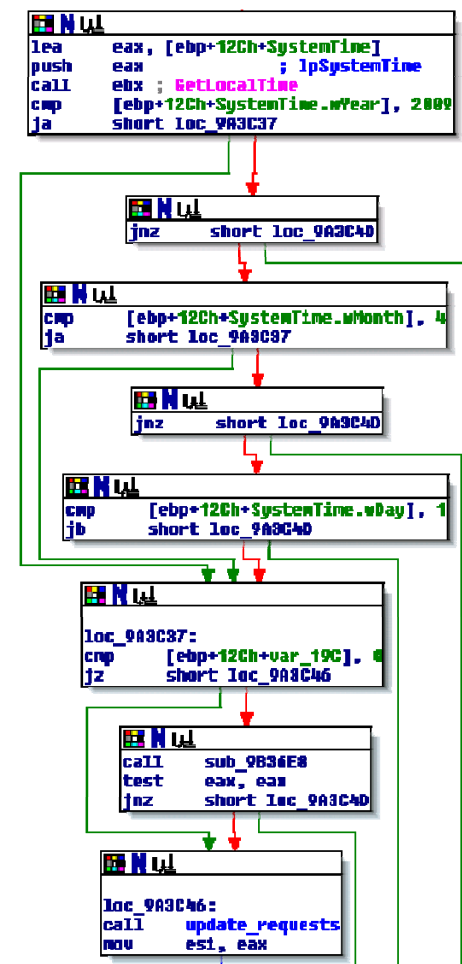 lea eax, [ebp+12Ch+SystemTime]
push eax ; lpSystemTime
call ebx ; GetLocalTime
cmp [ebp+12Ch+SystemTime.wYear], 2009
ja short loc_9A3C37
jnz short loc_9A3C4D
cmp [ebp+12Ch+SystemTime.wMonth], 4
ja short loc_9A3C37
jnz short loc_9A3C4D
cmp [ebp+12Ch+SystemTime.wDay], 1
jb short loc_9A3C4D
loc_9A3C37:
cmp [ebp+12Ch+var_19C], 0
jz short loc_9A3C46
call sub_9B36E8
test eax, eax
jnz short loc_9A3C4D
loc_9A3C46:
call update_requests
mov esi, eax